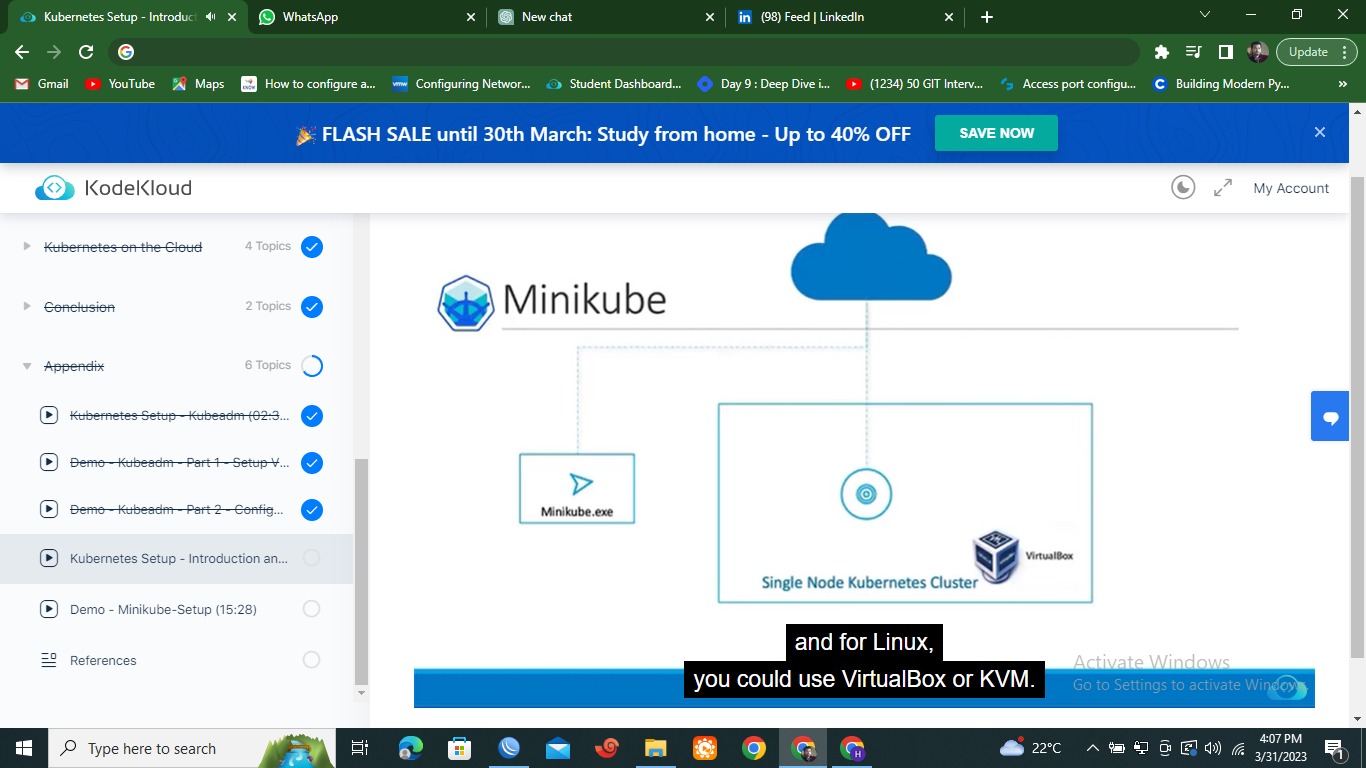 Kubernetes Setup - Introduct
WhatsApp
New chat
(98) Feed | LinkedIn
Update
Gmail
YouTube
Maps
How to configure a...
Configuring Networ...
Student Dashboard...
Day 9 : Deep Dive i...
(1234) 50 GIT Interv...
Access port configu...
Building Modern Py...
»
FLASH SALE until 30th March: Study from home - Up to 40% OFF
SAVE NOW
KodeKloud
My Account
Kubernetes on the Cloud 4 Topics
Conclusion 2 Topics
Appendix 6 Topics
Kubernetes Setup - Kubeadm (02:3...
Demo - Kubeadm - Part 1 - Setup V...
Demo - Kubeadm - Part 2 - Config...
Kubernetes Setup - Introduction an...
Demo - Minikube-Setup (15:28)
References
Minikube
Minikube.exe
VirtualBox
Single Node Kubernetes Cluster
and for Linux,
you could use VirtualBox or KVM.
Activate Windows
Go to Settings to activate Windows.
Type here to search
22°C
4:07 PM
3/31/2023
1